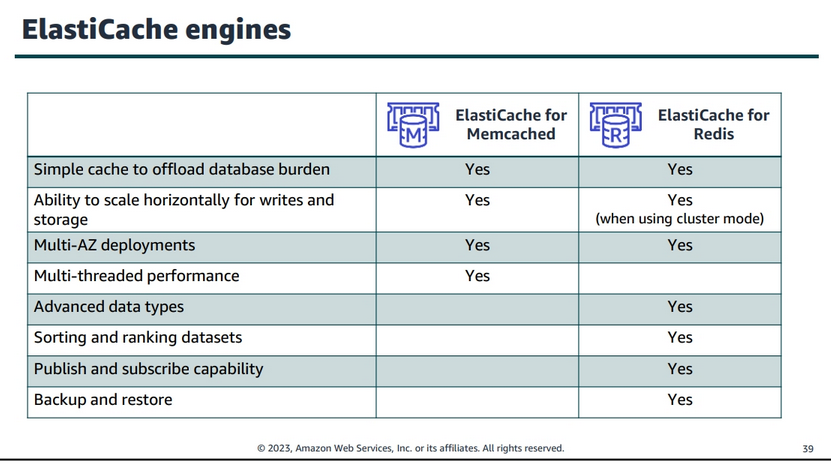 ElastiCache engines
ElastiCache for
Memcached
ElastiCache for
Redis
M
R
Simple cache to offload database burden Yes Yes
Ability to scale horizontally for writes and
storage Yes Yes
(when using cluster mode)
Multi-AZ deployments Yes Yes
Multi-threaded performance Yes
Advanced data types Yes
Sorting and ranking datasets Yes
Publish and subscribe capability Yes
Backup and restore Yes
© 2023, Amazon Web Services, Inc. or its affiliates. All rights reserved. 39